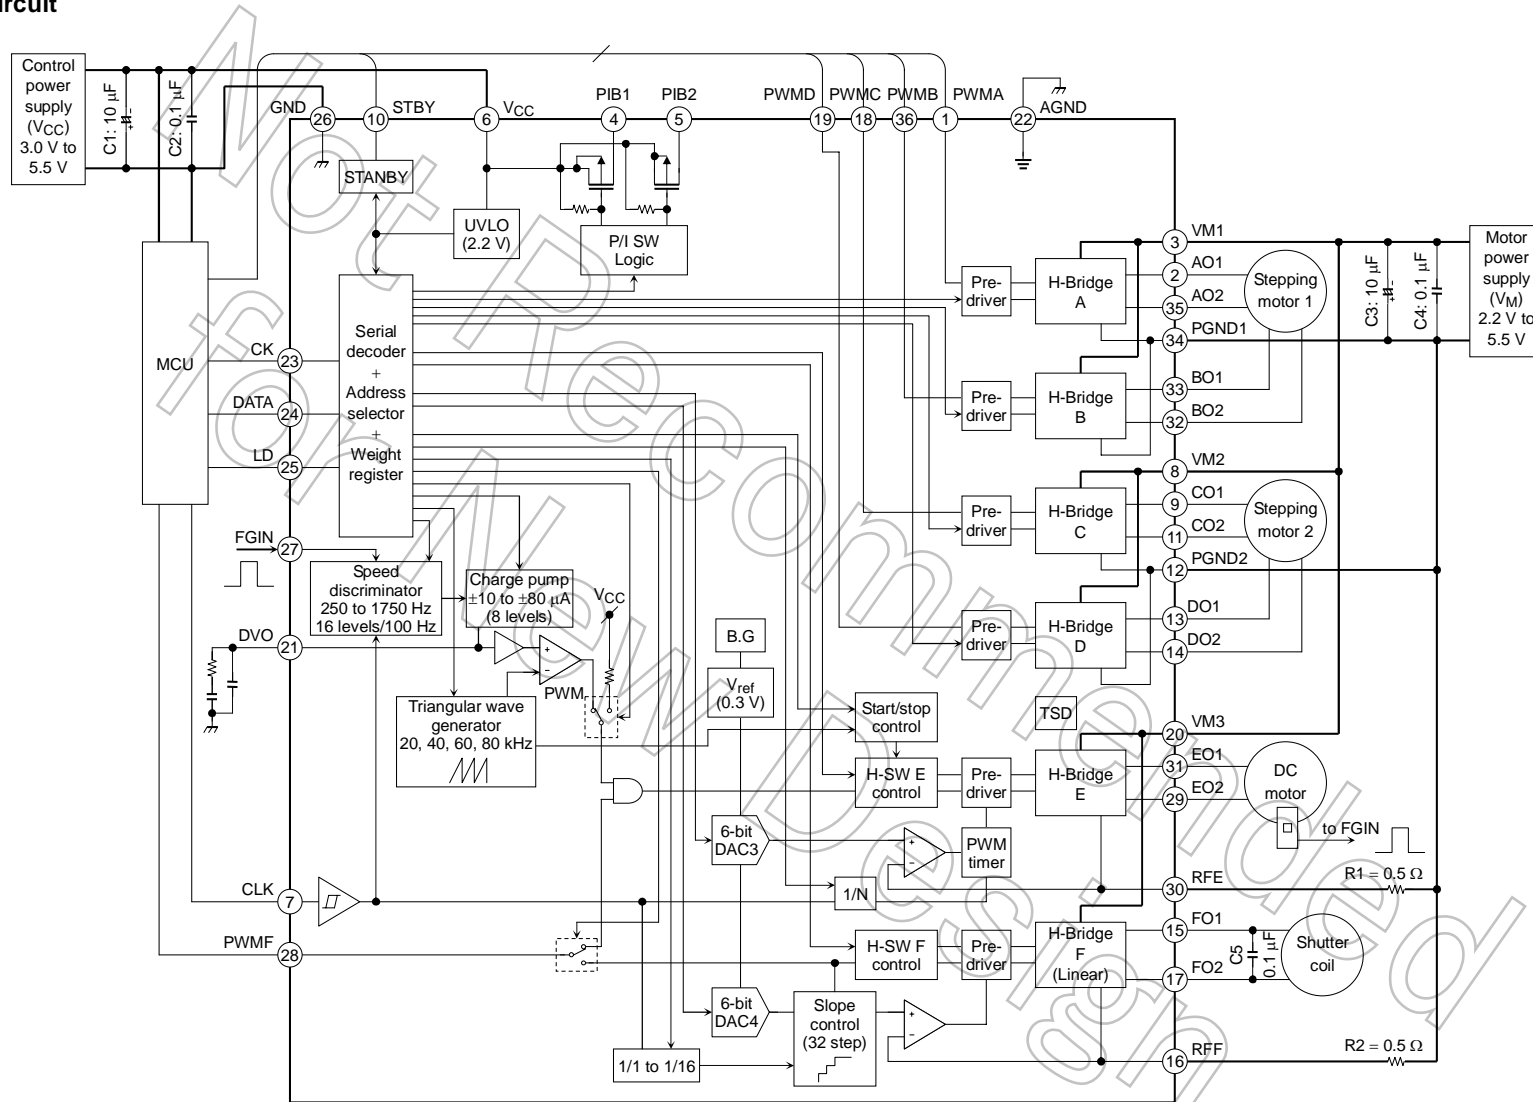 ircuit
Control
power
supply
(VCC)
3.0 V to
5.5 V
C1: 10 μF
C2: 0.1 μF
GND
26
10
STBY
6
VCC
PIB1
4
PIB2
5
PWMD
19
PWMC
18
PWMB
36
PWMA
1
22
AGND
STANBY
UVLO
(2.2 V)
P/I SW
Logic
MCU
CK
23
DATA
24
LD
25
Serial
decoder
+
Address
selector
+
Weight
register
Pre-
driver
H-Bridge
A
3
VM1
2
AO1
35
AO2
34
PGND1
Stepping
motor 1
C3: 10 μF
C4: 0.1 μF
Motor
power
supply
(VM)
2.2 V to
5.5 V
Pre-
driver
H-Bridge
B
33
BO1
32
BO2
8
VM2
Pre-
driver
H-Bridge
C
9
CO1
11
CO2
12
PGND2
Stepping
motor 2
Pre-
driver
H-Bridge
D
13
DO1
14
DO2
FGIN
27
Speed
discriminator
250 to 1750 Hz
16 levels/100 Hz
Charge pump
±10 to ±80 μA
(8 levels)
VCC
DVO
21
+
−
PWM
B.G
Vref
(0.3 V)
Triangular wave
generator
20, 40, 60, 80 kHz
Start/stop
control
TSD
20
VM3
H-SW E
control
Pre-
driver
H-Bridge
E
31
EO1
29
EO2
DC
motor
to FGIN
6-bit
DAC3
+
−
PWM
timer
1/N
30
RFE
R1 = 0.5 Ω
CLK
7
PWMF
28
H-SW F
control
Pre-
driver
H-Bridge
F
(Linear)
15
FO1
17
FO2
C5
0.1 μF
Shutter
coil
6-bit
DAC4
Slope
control
(32 step)
+
−
1/1 to 1/16
16
RFF
R2 = 0.5 Ω
Not Recommended
for New Design